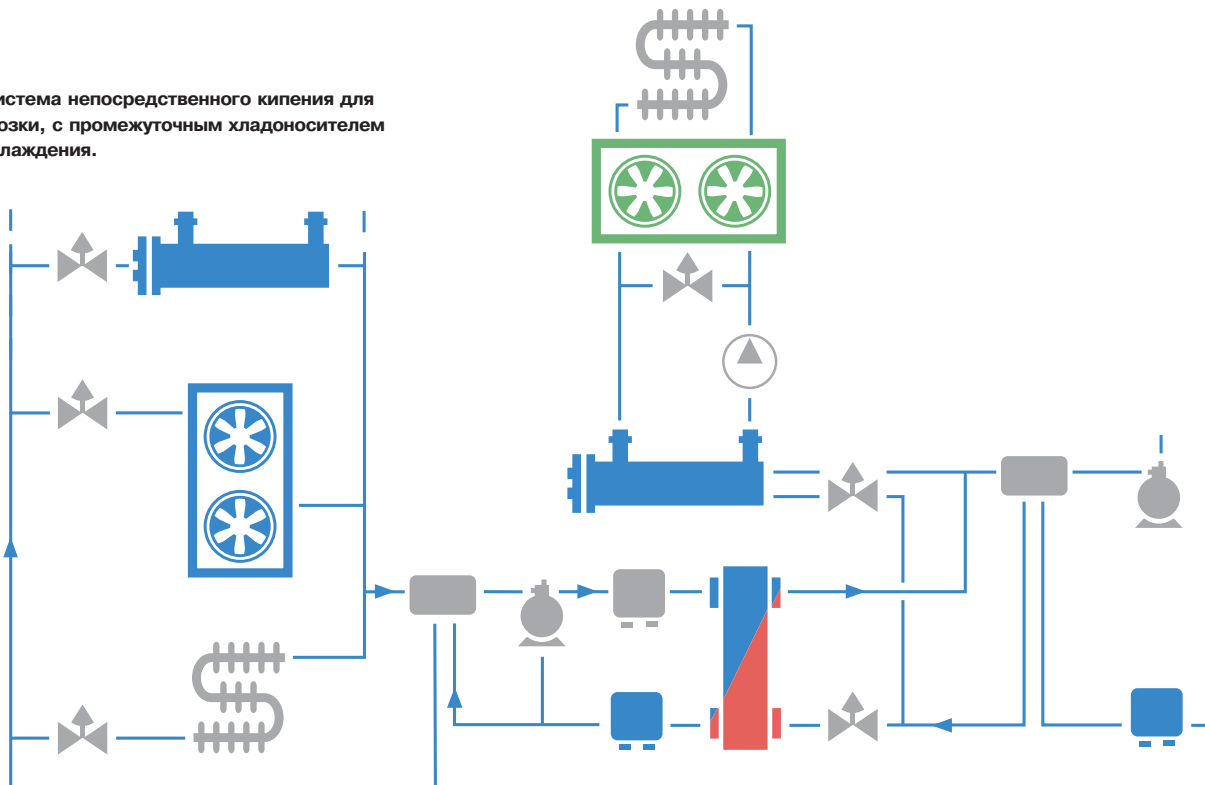 истема непосредственного кипения для
озки, с промежуточным хладоносителем
лаждения.